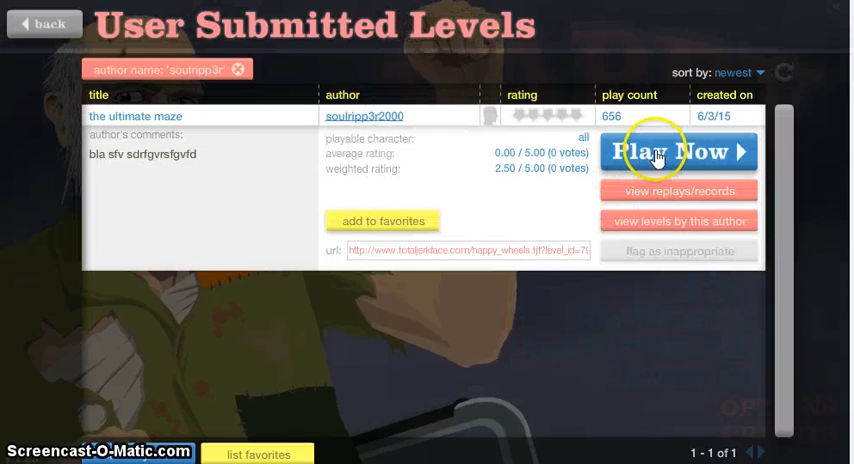 back
User Submitted Levels
author name: 'soulripp3r'
sort by: newest
title author rating play count created on
the ultimate maze soulripp3r2000 656 6/3/15
author's comments:
bla sfv sdrfgvrsfgvfd
playable character: all
average rating: 0.00 / 5.00 (0 votes)
weighted rating: 2.50 / 5.00 (0 votes)
Play Now
view replays/records
add to favorites
view levels by this author
url: http://www.totaljerkface.com/happy_wheels.tjf?level_id=79
flag as inappropriate
Screencast-O-Matic.com
list favorites
1 - 1 of 1